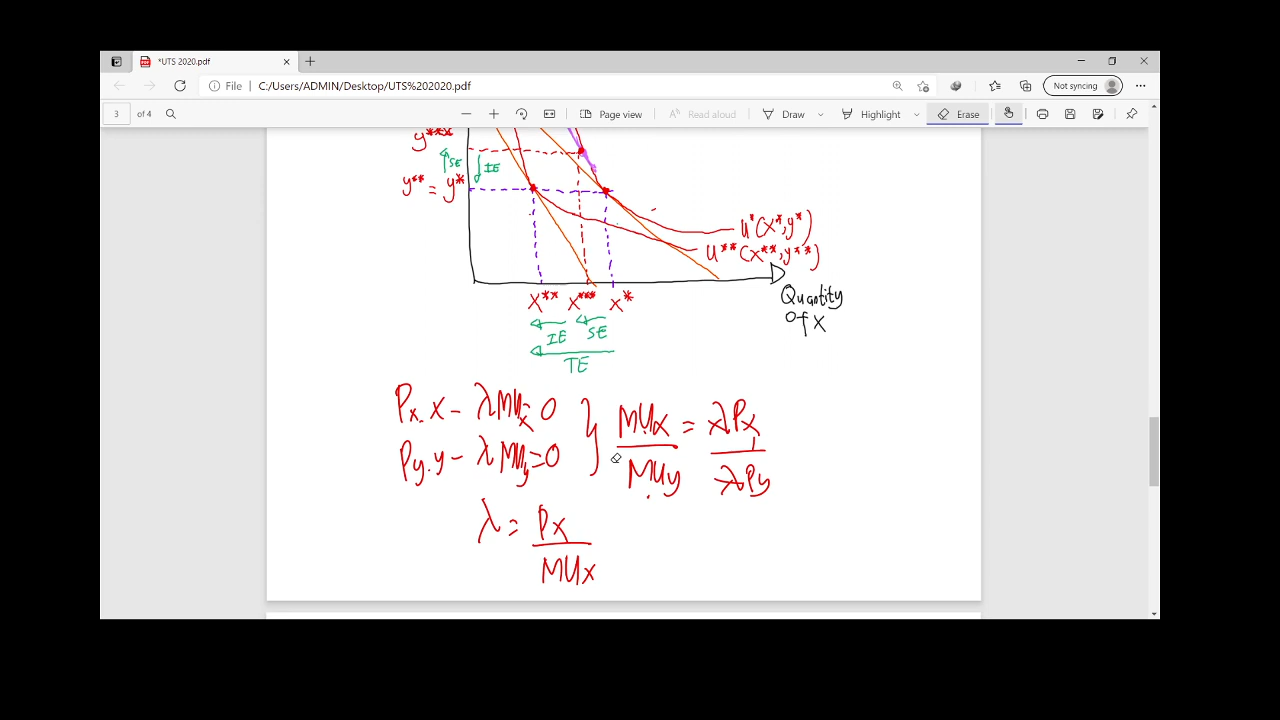 *UTS 2020.pdf
File C:/Users/ADMIN/Desktop/UTS%202020.pdf
Not syncing
3 of 4
Page view
Read aloud
Draw
Highlight
Erase
y***
SE
IE
y** = y*
u*(x*,y*)
u**(x**,y**)
x** x*** x*
Quantity
of x
IE SE
TE
Px.x - λMUx = 0
Py.y - λMUy = 0
MUx = λPx
MUy λPy
λ = Px
MUx